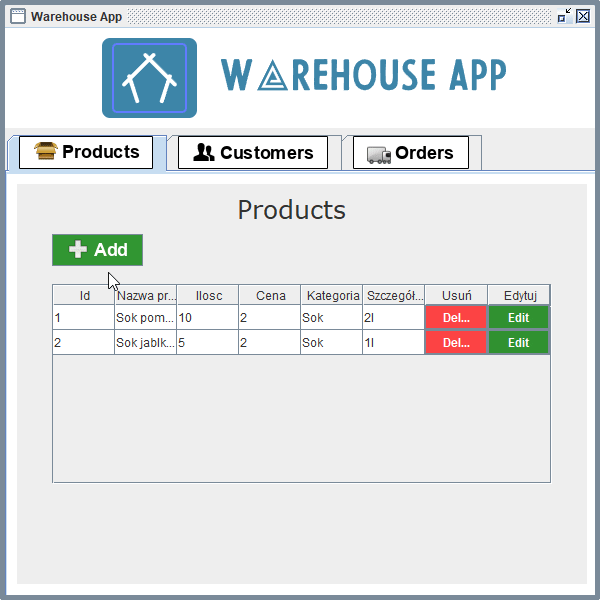 Warehouse App
WAREHOUSE APP
Products Customers Orders
Products
Add
Id Nazwa pr... Ilosc Cena Kategoria Szczegół... Usuń Edytuj
1 Sok pom... 10 2 Sok 2l Del... Edit
2 Sok jablk... 5 2 Sok 1l Del... Edit